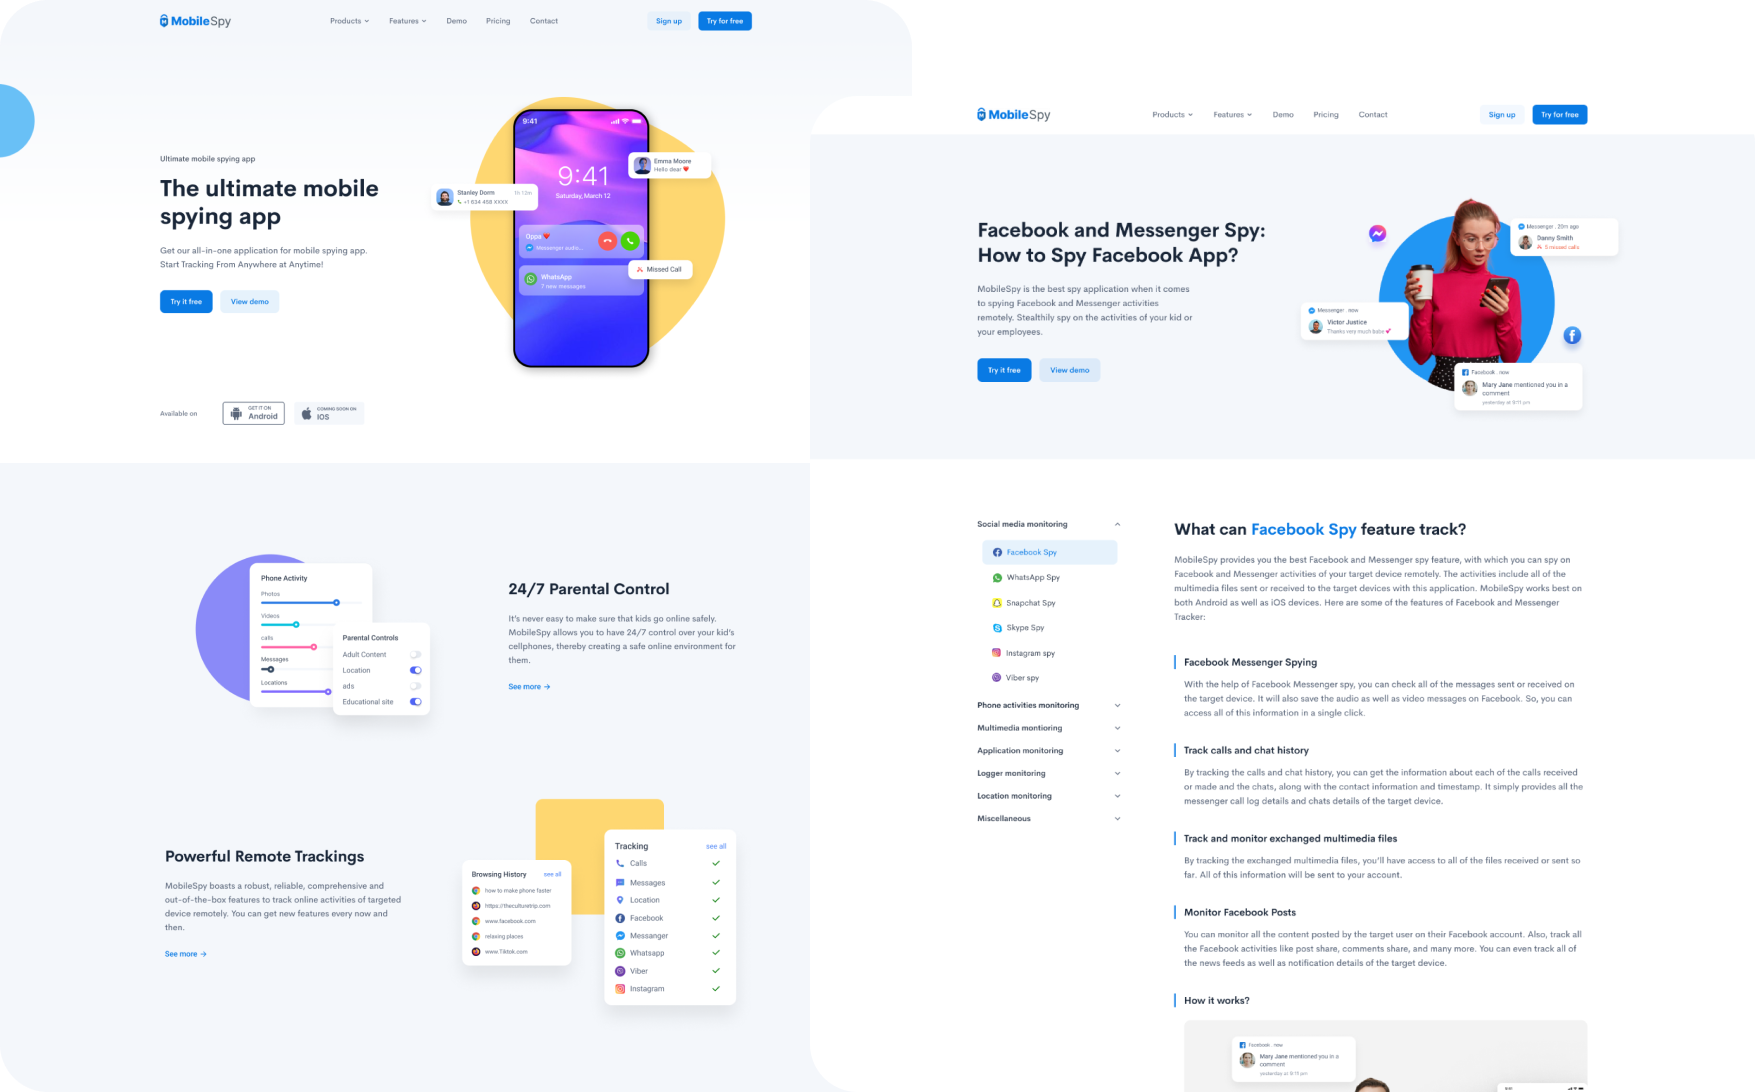 MobileSpy
Products
Features
Demo
Pricing
Contact
Sign up
Try for free
Ultimate mobile spying app
The ultimate mobile
spying app
Get our all-in-one application for mobile spying app.
Start Tracking From Anywhere at Anytime!
Try it free
View demo
Available on
GET IT ON
Android
COMING SOON ON
IOS
9:41
9:41
Saturday, March 12
Emma Moore
Hello dear
Stanley Dorm
1h 12m
+1 634 458 XXXX
Oppa
Messenger audio...
Missed Call
WhatsApp
7 new messages
Phone Activity
Photos
Videos
calls
Messages
Locations
Parental Controls
Adult Content
Location
ads
Educational site
24/7 Parental Control
It's never easy to make sure that kids go online safely.
MobileSpy allows you to have 24/7 control over your kid's
cellphones, thereby creating a safe online environment for
them.
See more →
Powerful Remote Trackings
MobileSpy boasts a robust, reliable, comprehensive and
out-of-the-box features to track online activities of targeted
device remotely. You can get new features every now and
then.
See more →
Browsing History
see all
how to make phone faster
https://theculturetrip.com
www.facebook.com
relaxing places
www.Tiktok.com
Tracking
see all
Calls
Messages
Location
Facebook
Messanger
Whatsapp
Viber
Instagram
MobileSpy
Products
Features
Demo
Pricing
Contact
Sign up
Try for free
Facebook and Messenger Spy:
How to Spy Facebook App?
MobileSpy is the best spy application when it comes
to spying Facebook and Messenger activities
remotely. Stealthily spy on the activities of your kid or
your employees.
Try it free
View demo
Messenger . 20m ago
Danny Smith
5 missed calls
Messenger . now
Victor Justice
Thanks very much babe
Facebook . now
Mary Jane mentioned you in a
comment
yesterday at 9:11 pm
Social media monitoring
Facebook Spy
WhatsApp Spy
Snapchat Spy
Skype Spy
Instagram spy
Viber spy
Phone activities monitoring
Multimedia montioring
Application monitoring
Logger monitoring
Location monitoring
Miscellaneous
What can Facebook Spy feature track?
MobileSpy provides you the best Facebook and Messenger spy feature, with which you can spy on
Facebook and Messenger activities of your target device remotely. The activities include all of the
multimedia files sent or received to the target devices with this application. MobileSpy works best on
both Android as well as iOS devices. Here are some of the features of Facebook and Messenger
Tracker:
Facebook Messenger Spying
With the help of Facebook Messenger spy, you can check all of the messages sent or received on
the target device. It will also save the audio as well as video messages on Facebook. So, you can
access all of this information in a single click.
Track calls and chat history
By tracking the calls and chat history, you can get the information about each of the calls received
or made and the chats, along with the contact information and timestamp. It simply provides all the
messenger call log details and chats details of the target device.
Track and monitor exchanged multimedia files
By tracking the exchanged multimedia files, you'll have access to all of the files received or sent so
far. All of this information will be sent to your account.
Monitor Facebook Posts
You can monitor all the content posted by the target user on their Facebook account. Also, track all
the Facebook activities like post share, comments share, and many more. You can even track all of
the news feeds as well as notification details of the target device.
How it works?
Facebook . now
Mary Jane mentioned you in a
comment
yesterday at 9:11 pm